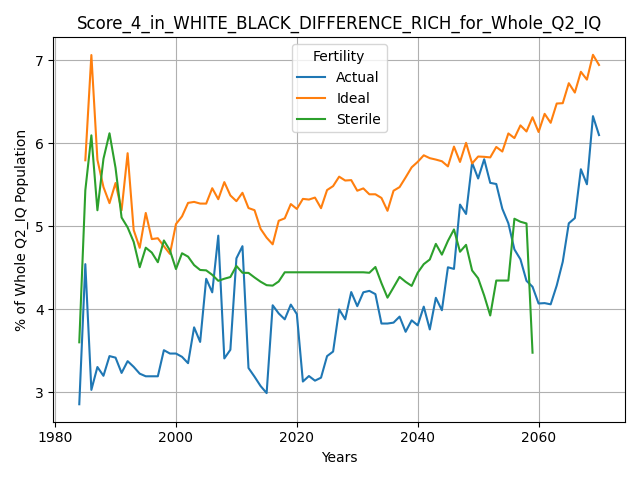 Score_4_in_WHITE_BLACK_DIFFERENCE_RICH_for_Whole_Q2_IQ
Fertility
Actual
Ideal
Sterile
% of Whole Q2_IQ Population
7
6
5
4
3
1980
2000
2020
2040
2060
Years